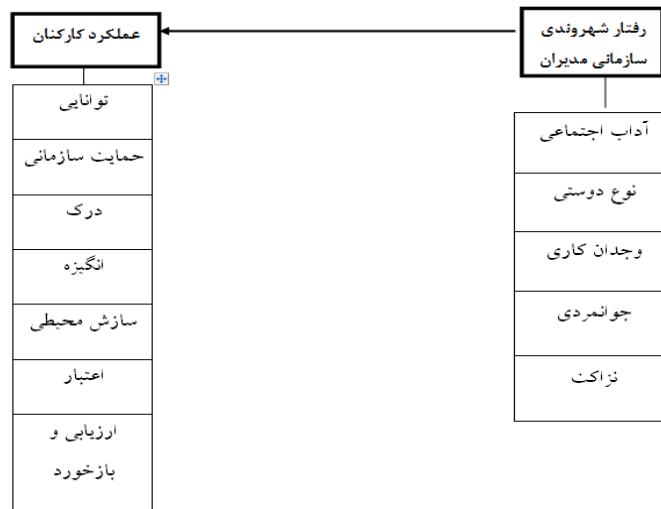 رفتار شهروندی
سازمانی مدیران
آداب اجتماعی
نوع دوستی
وجدان کاری
جوانمردی
نزاکت
عملکرد کارکنان
توانایی
حمایت سازمانی
درک
انگیزه
سازش محیطی
اعتبار
ارزیابی و
بازخورد